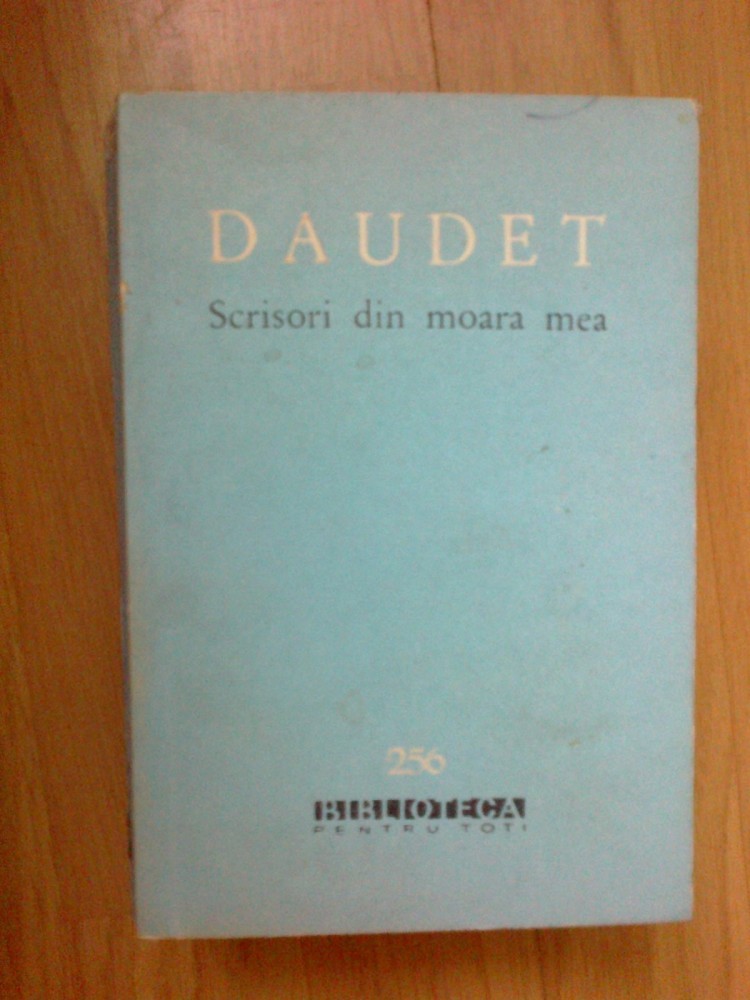 DAUDET
Scrisori din moara mea
256
BIBLIOTECA
PENTRU TOTI